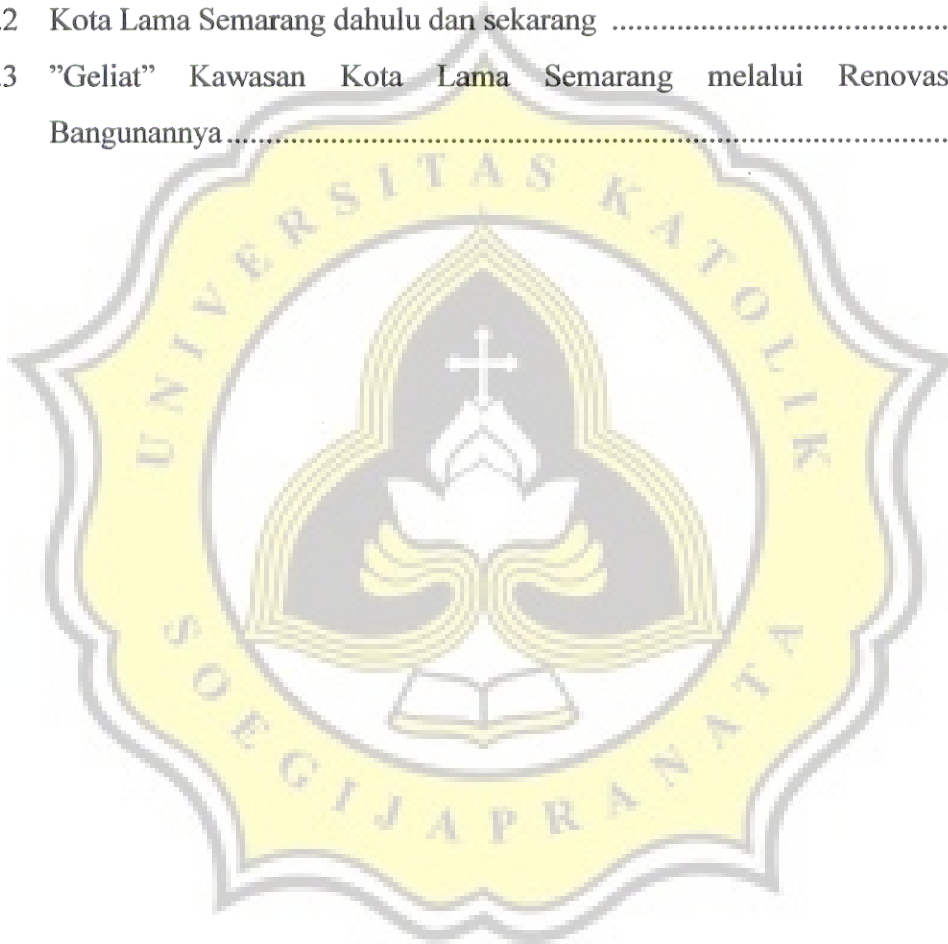 .2 Kota Lama Semarang dahulu dan sekarang ..........................................
.3 ”Geliat” Kawasan Kota Lama Semarang melalui Renovas
Bangunannya ..........................................................................................
UNIVERSITAS KATOLIK
SOEGIJAPRANATA